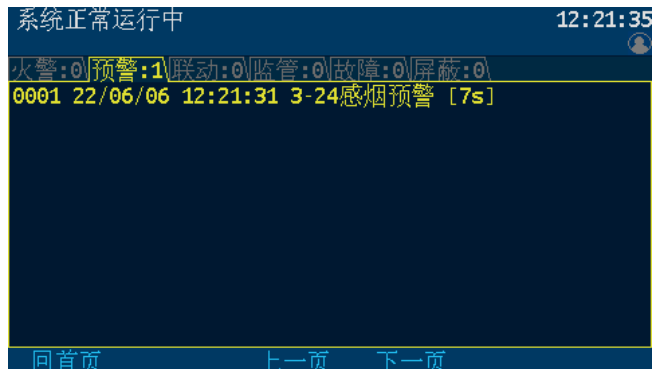 系统正常运行中 12:21:35
火警:0\预警:1\联动:0\监管:0\故障:0\屏蔽:0\
0001 22/06/06 12:21:31 3-24感烟预警 [7s]
回首页 上一页 下一页